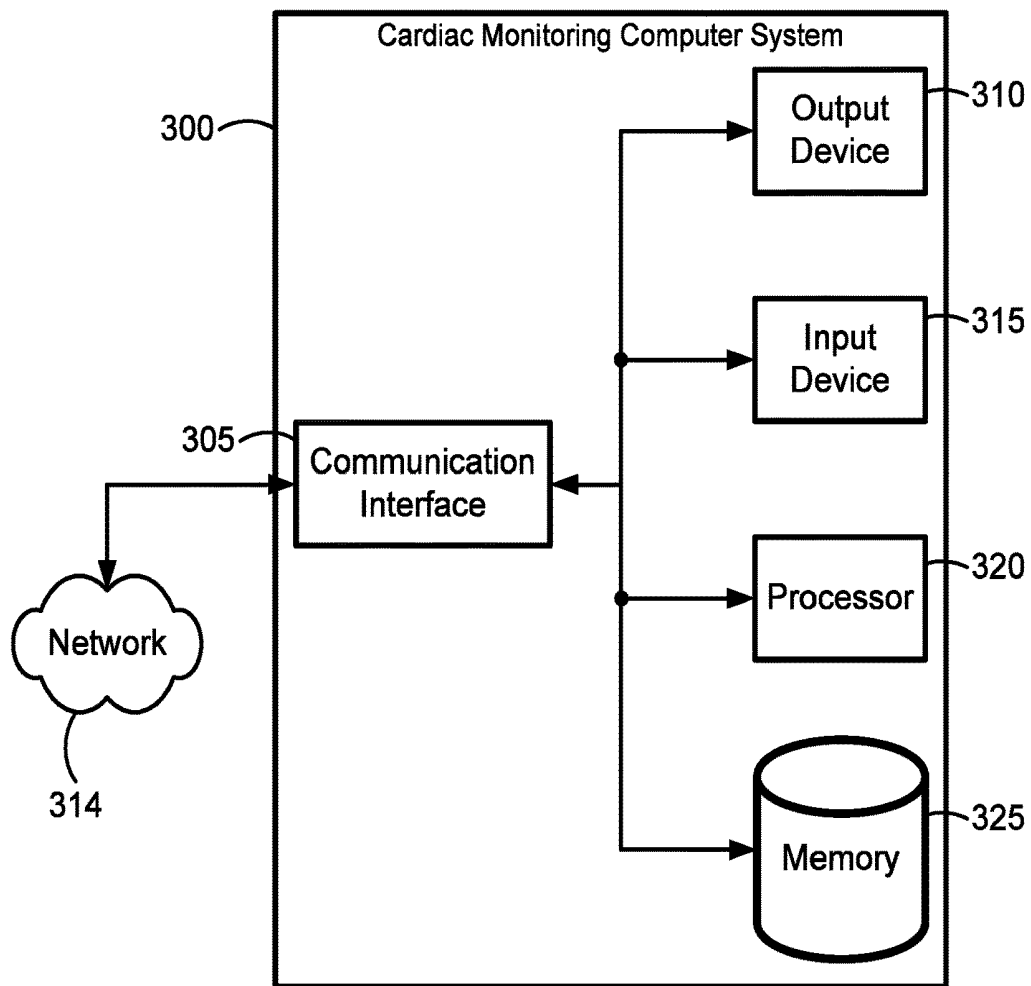 Cardiac Monitoring Computer System
300
Output
Device
310
Input
Device
315
305
Communication
Interface
Processor
320
Network
314
Memory
325